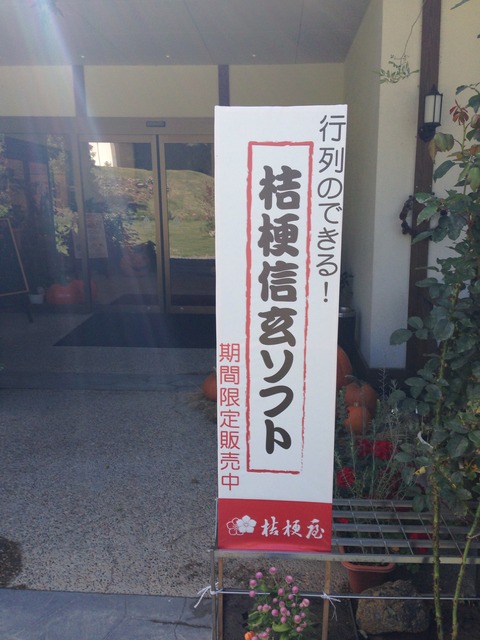 行列のできる！
桔梗信玄ソフト
期間限定販売中
桔梗屋